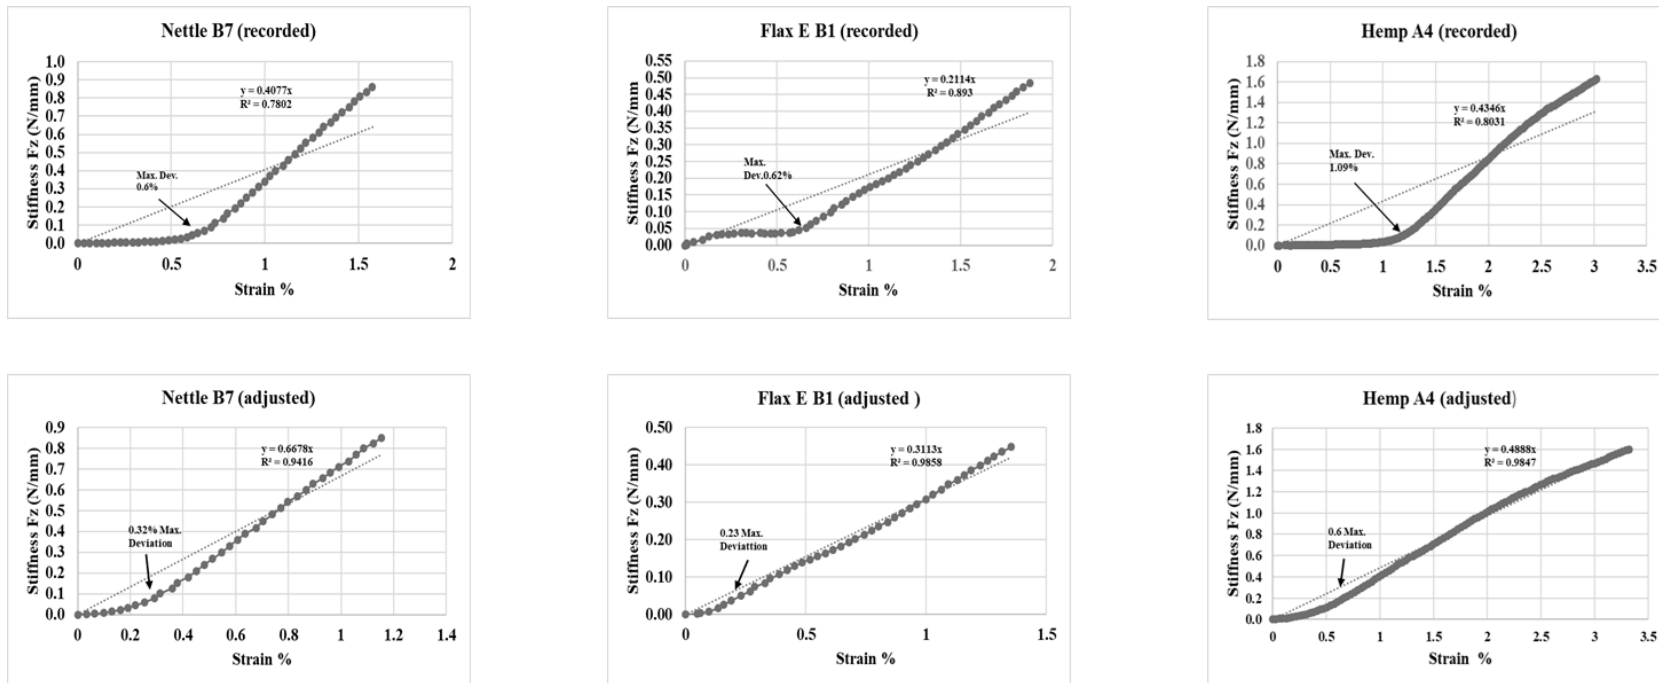 Nettle B7 (recorded)
Stiffness Fz (N/mm)
1.0
0.9
0.8
0.7
0.6
0.5
0.4
0.3
0.2
0.1
0.0
y = 0.4077x
R² = 0.7802
Max. Dev.
0.6%
0 0.5 1 1.5 2
Strain %
Flax E B1 (recorded)
Stiffness Fz (N/mm)
0.55
0.50
0.45
0.40
0.35
0.30
0.25
0.20
0.15
0.10
0.05
0.00
y = 0.2114x
R² = 0.893
Max.
Dev.0.62%
0 0.5 1 1.5 2
Strain %
Hemp A4 (recorded)
Stiffness Fz (N/mm)
1.8
1.6
1.4
1.2
1.0
0.8
0.6
0.4
0.2
0.0
y = 0.4346x
R² = 0.8031
Max. Dev.
1.09%
0 0.5 1 1.5 2 2.5 3 3.5
Strain %
Nettle B7 (adjusted)
Stiffness Fz (N/mm)
0.9
0.8
0.7
0.6
0.5
0.4
0.3
0.2
0.1
0.0
y = 0.6678x
R² = 0.9416
0.32% Max.
Deviation
0 0.2 0.4 0.6 0.8 1 1.2 1.4
Strain %
Flax E B1 (adjusted )
Stiffness Fz (N/mm)
0.50
0.40
0.30
0.20
0.10
0.00
y = 0.3113x
R² = 0.9858
0.23 Max.
Deviattion
0 0.5 1 1.5
Strain %
Hemp A4 (adjusted)
Stiffness Fz (N/mm)
1.8
1.6
1.4
1.2
1.0
0.8
0.6
0.4
0.2
0.0
y = 0.4888x
R² = 0.9847
0.6 Max.
Deviation
0 0.5 1 1.5 2 2.5 3 3.5
Strain %